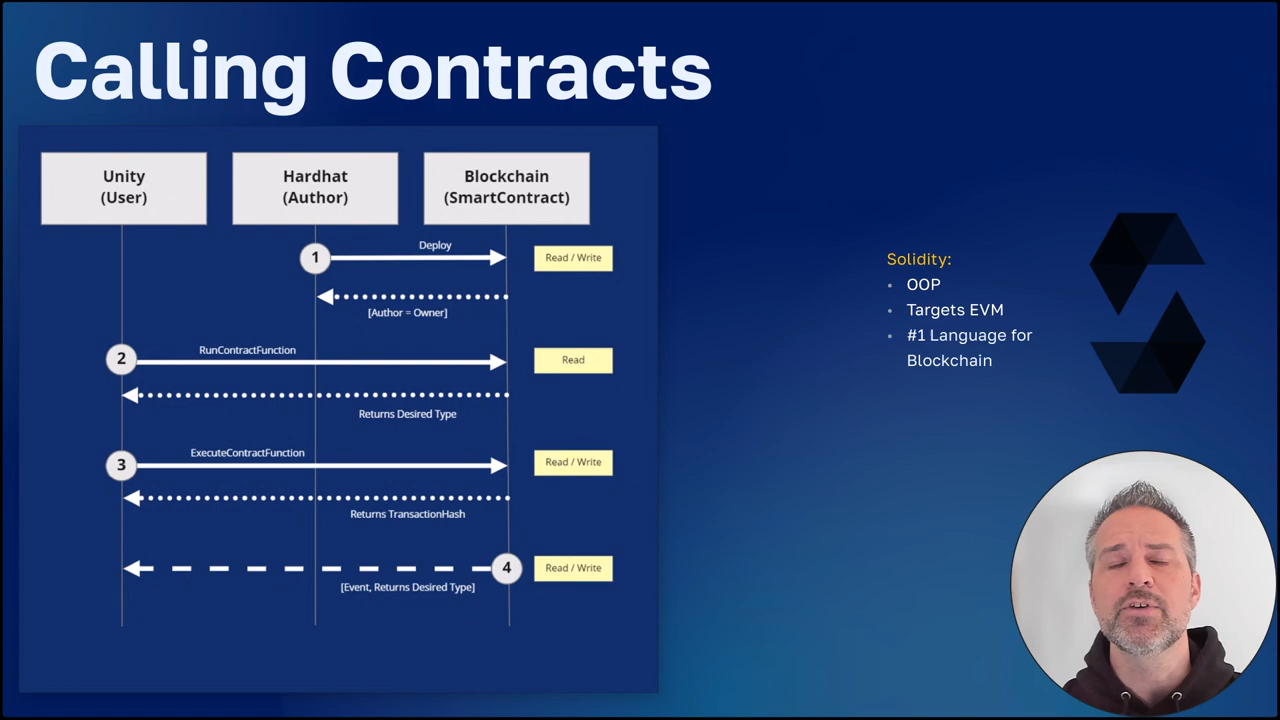 Calling Contracts
Unity
(User)
Hardhat
(Author)
Blockchain
(SmartContract)
1
Deploy
Read / Write
[Author = Owner]
2
RunContractFunction
Read
Returns Desired Type
3
ExecuteContractFunction
Read / Write
Returns TransactionHash
4
Read / Write
[Event, Returns Desired Type]
Solidity:
• OOP
• Targets EVM
• #1 Language for
Blockchain